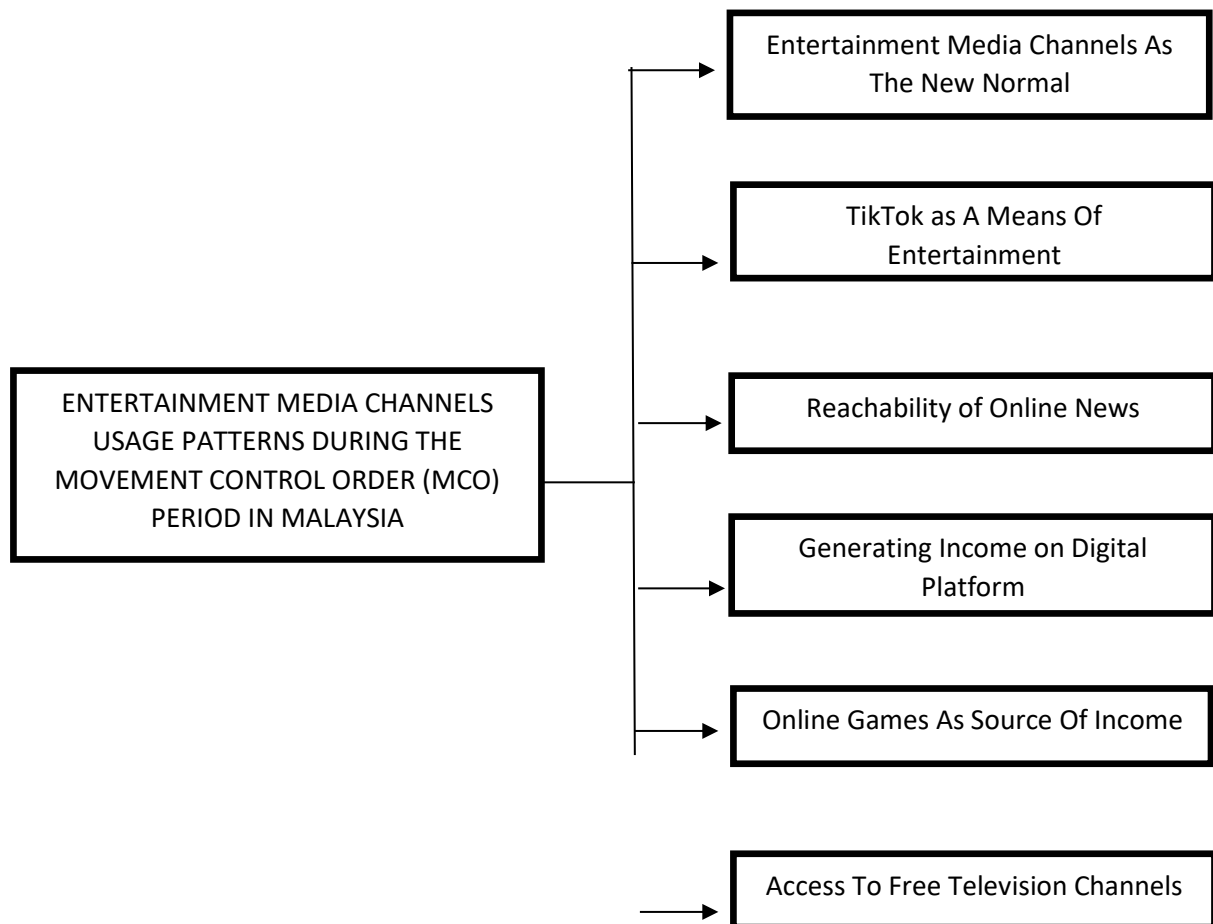 Entertainment Media Channels As
The New Normal
TikTok as A Means Of
Entertainment
Reachability of Online News
ENTERTAINMENT MEDIA CHANNELS
USAGE PATTERNS DURING THE
MOVEMENT CONTROL ORDER (MCO)
PERIOD IN MALAYSIA
Generating Income on Digital
Platform
Online Games As Source Of Income
Access To Free Television Channels